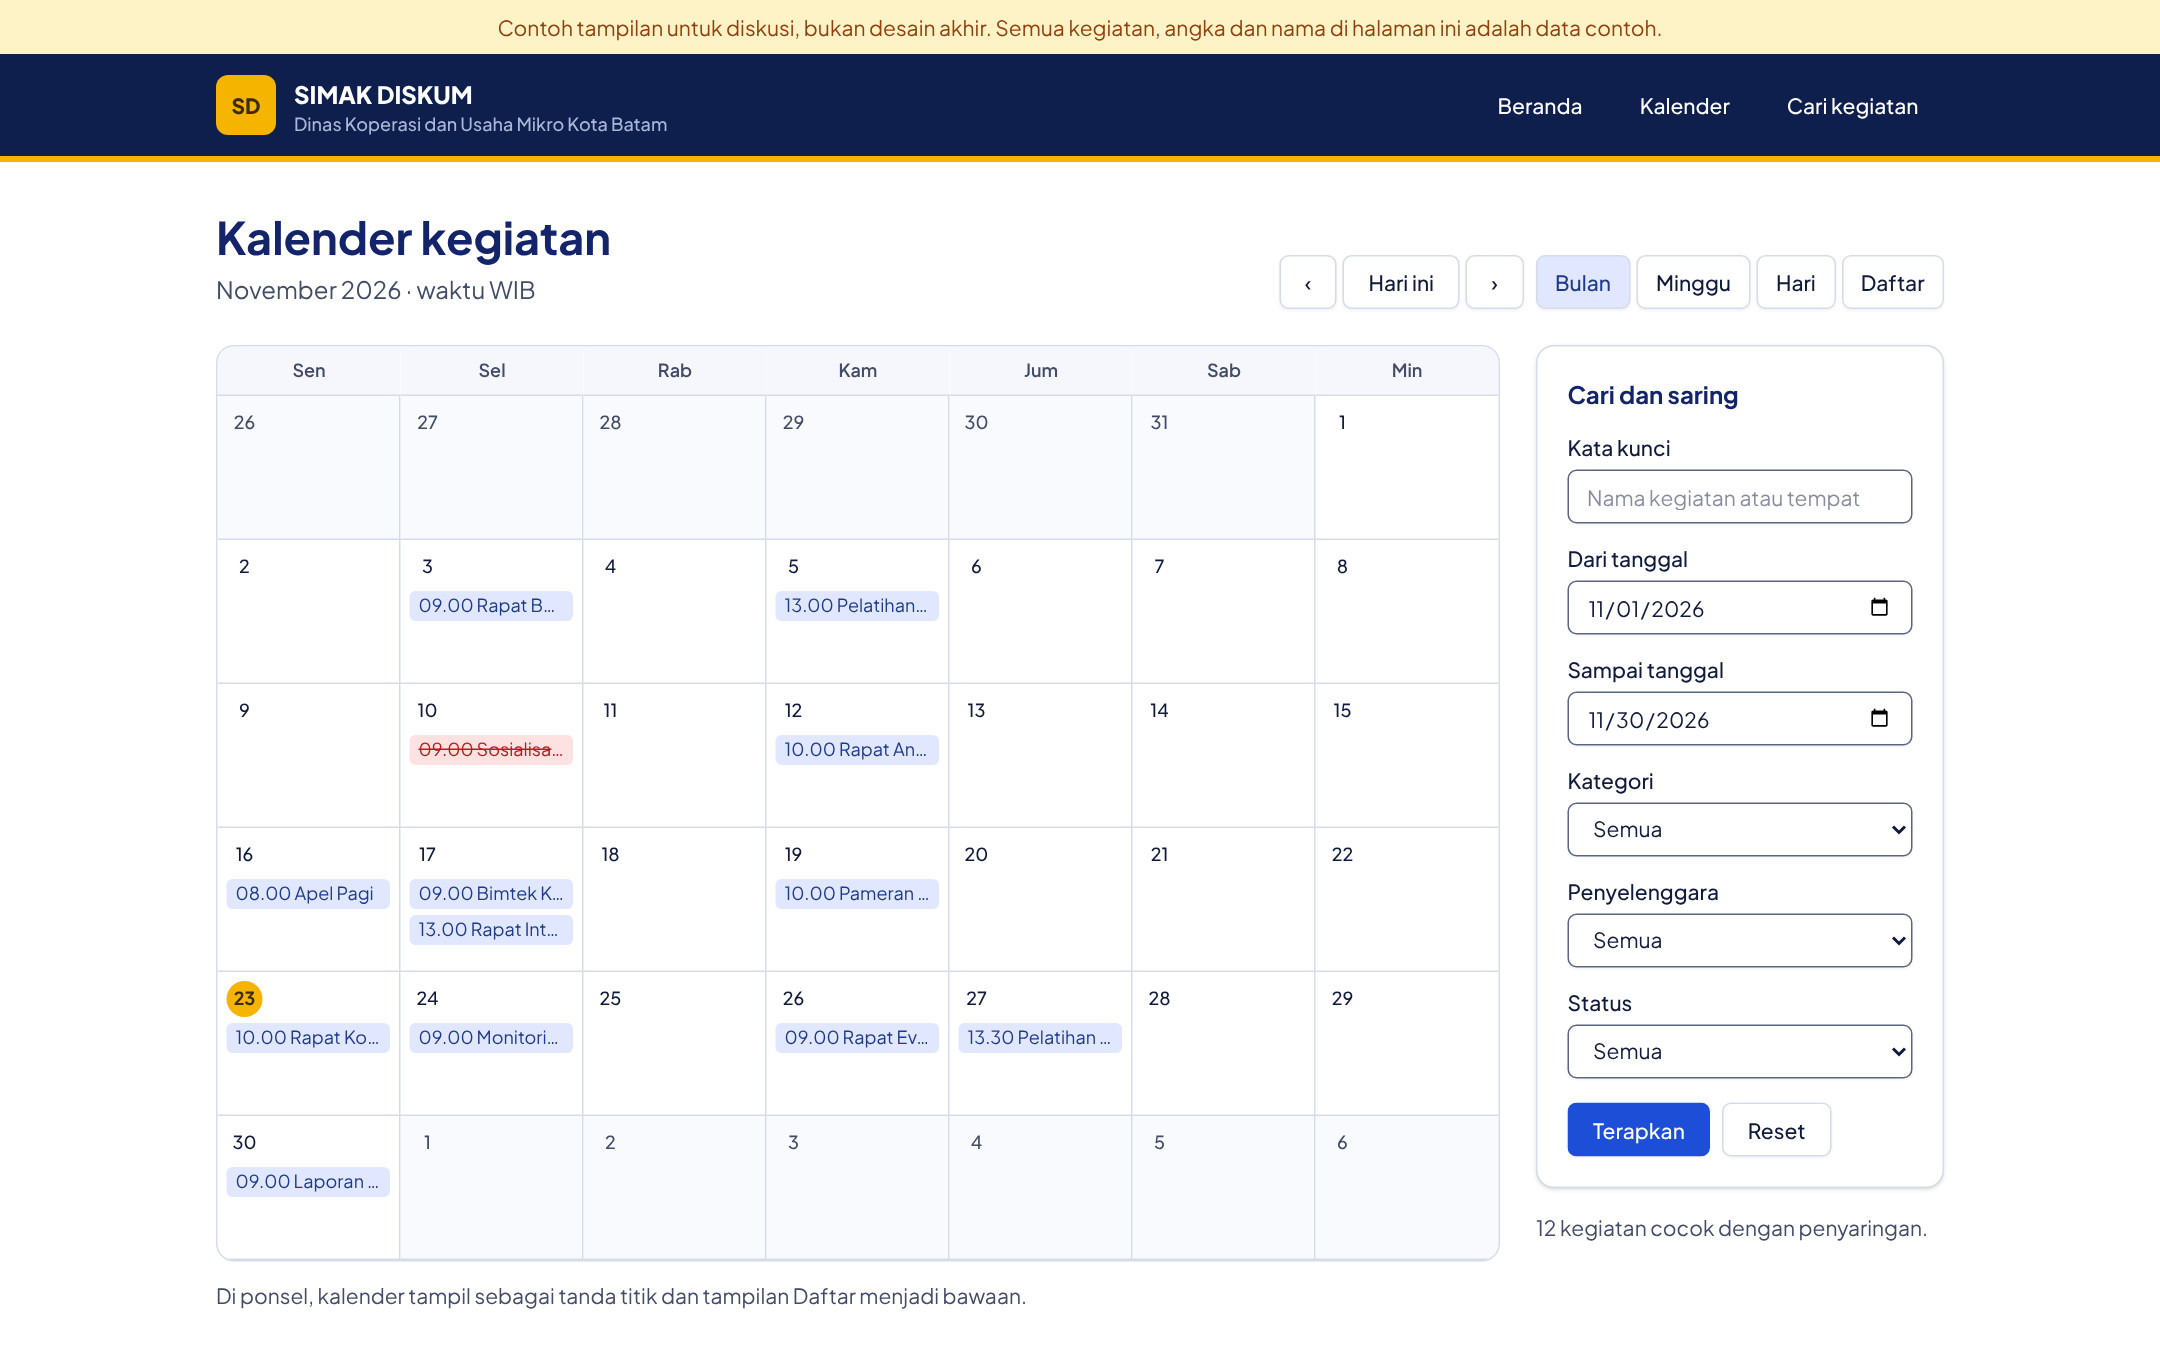 Contoh tampilan untuk diskusi, bukan desain akhir. Semua kegiatan, angka dan nama di halaman ini adalah data contoh.
SD
SIMAK DISKUM
Dinas Koperasi dan Usaha Mikro Kota Batam
Beranda Kalender Cari kegiatan
Kalender kegiatan
November 2026 · waktu WIB
‹ Hari ini › Bulan Minggu Hari Daftar
Sen Sel Rab Kam Jum Sab Min
26 27 28 29 30 31 1
2 3 4 5 6 7 8
09.00 Rapat B... 13.00 Pelatihan...
9 10 11 12 13 14 15
09.00 Sosialisa... 10.00 Rapat An...
16 17 18 19 20 21 22
08.00 Apel Pagi 09.00 Bimtek K... 10.00 Pameran ...
13.00 Rapat Int...
23 24 25 26 27 28 29
10.00 Rapat Ko... 09.00 Monitori... 09.00 Rapat Ev... 13.30 Pelatihan ...
30 1 2 3 4 5 6
09.00 Laporan ...
Di ponsel, kalender tampil sebagai tanda titik dan tampilan Daftar menjadi bawaan.
Cari dan saring
Kata kunci
Nama kegiatan atau tempat
Dari tanggal
11/01/2026
Sampai tanggal
11/30/2026
Kategori
Semua
Penyelenggara
Semua
Status
Semua
Terapkan Reset
12 kegiatan cocok dengan penyaringan.